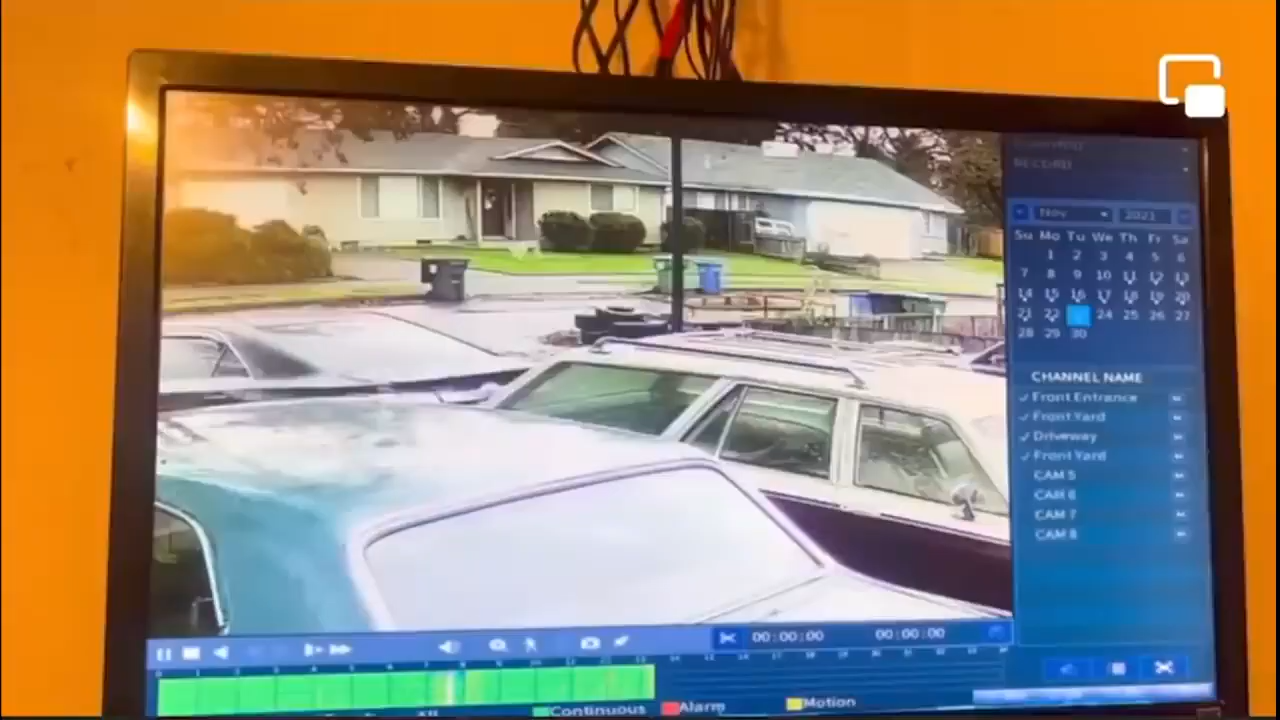 RECORD
Nov 2021
Su Mo Tu We Th Fr Sa
1 2 3 4 5 6
7 8 9 10 11 12 13
14 15 16 17 18 19 20
21 22 24 25 26 27
28 29 30
CHANNEL NAME
Front Entrance
Front Yard
Driveway
Front Yard
CAM 5
CAM 6
CAM 7
CAM 8
00:00:00 00:00:00
All Continuous Alarm Motion